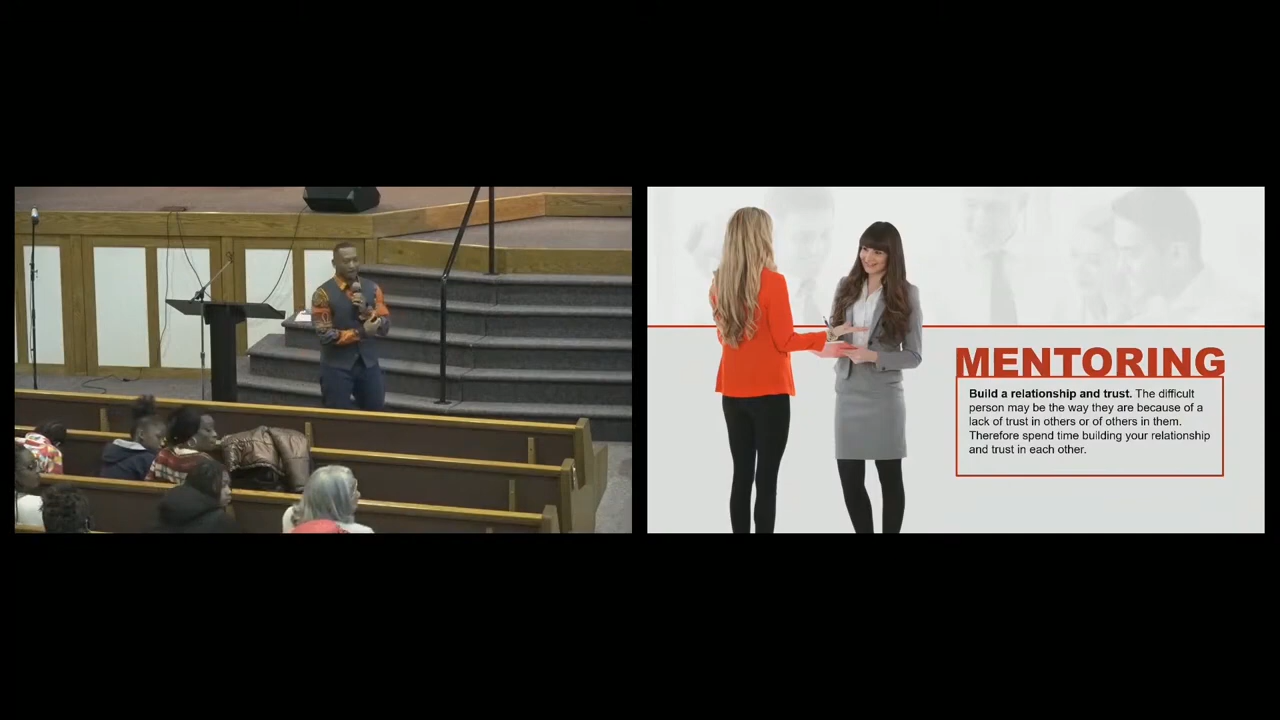 MENTORING
Build a relationship and trust. The difficult
person may be the way they are because of a
lack of trust in others or of others in them.
Therefore spend time building your relationship
and trust in each other.